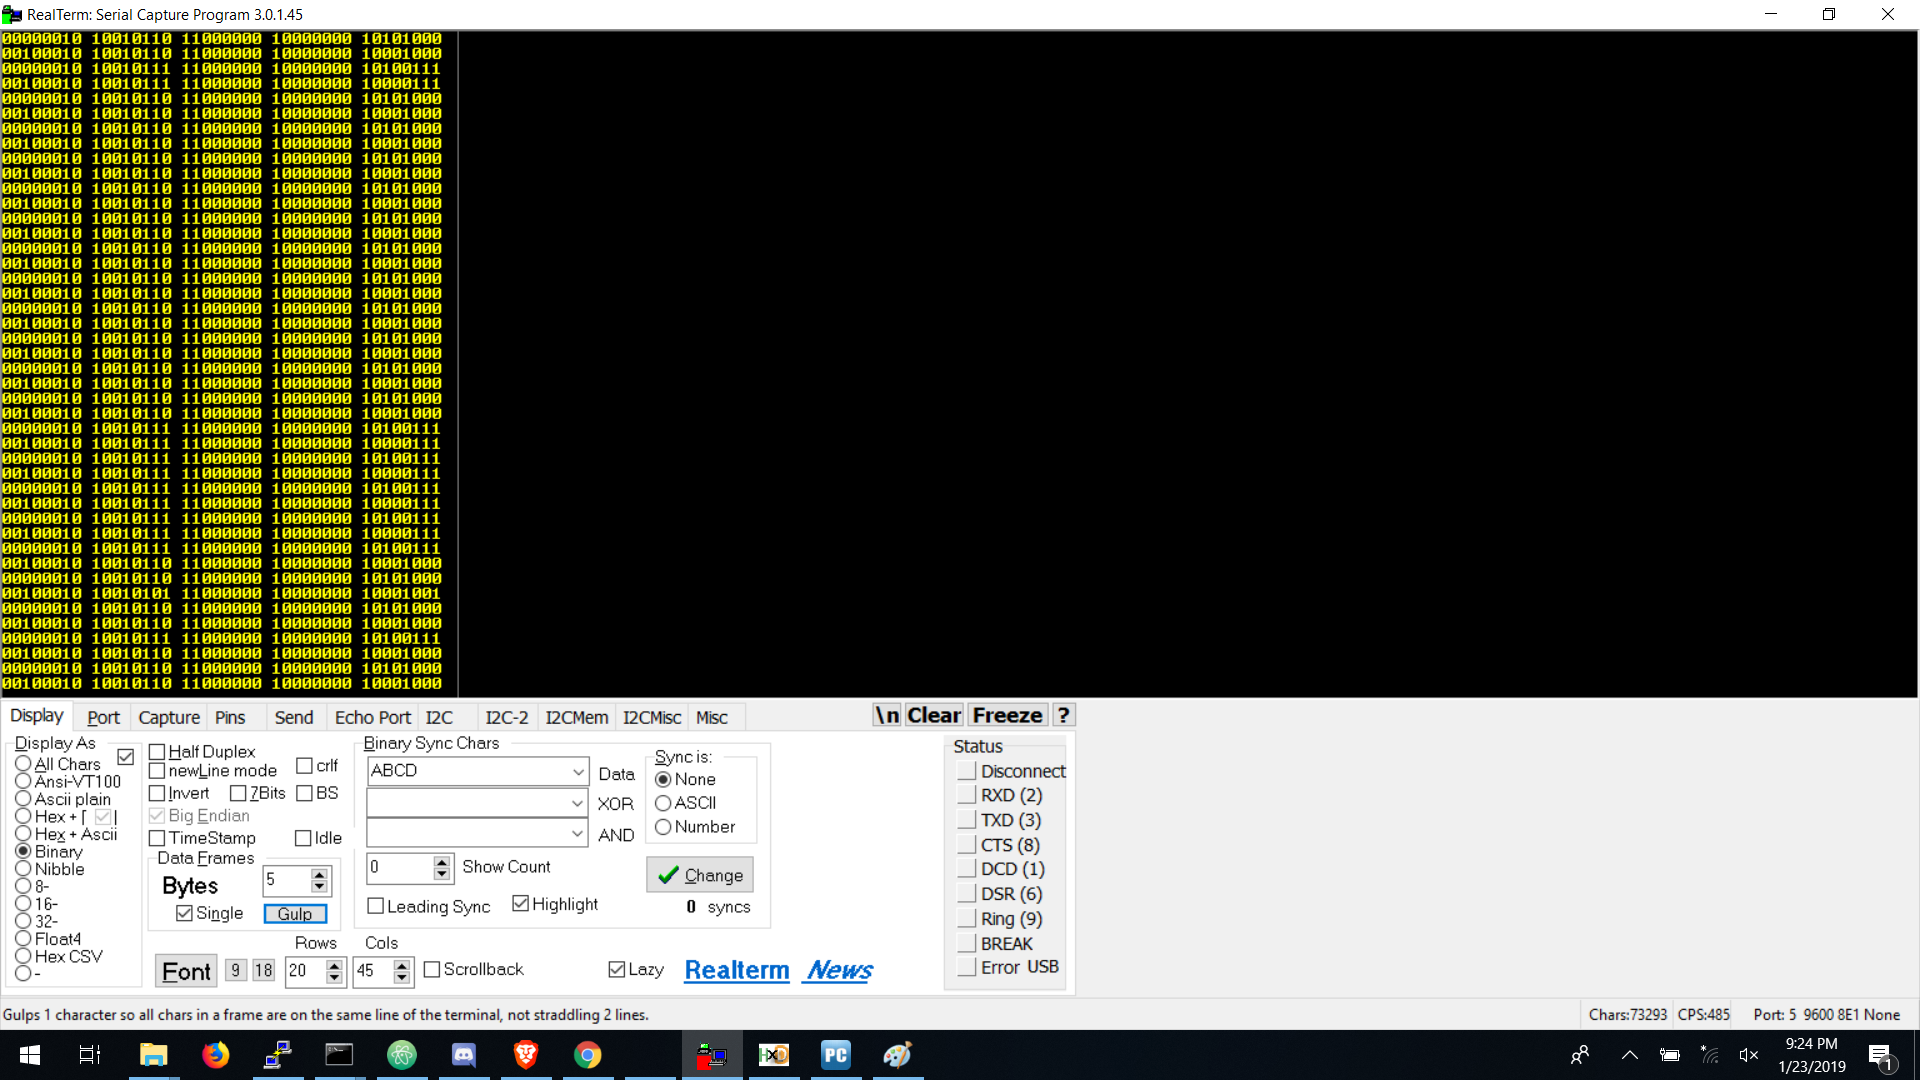 RealTerm: Serial Capture Program 3.0.1.45
00000010 10010110 11000000 10000000 10101000
00100010 10010110 11000000 10000000 10001000
00000010 10010111 11000000 10000000 10100111
00100010 10010111 11000000 10000000 10000111
00000010 10010110 11000000 10000000 10101000
00100010 10010110 11000000 10000000 10001000
00000010 10010110 11000000 10000000 10101000
00100010 10010110 11000000 10000000 10001000
00000010 10010110 11000000 10000000 10101000
00100010 10010110 11000000 10000000 10001000
00000010 10010110 11000000 10000000 10101000
00100010 10010110 11000000 10000000 10001000
00000010 10010110 11000000 10000000 10101000
00100010 10010110 11000000 10000000 10001000
00000010 10010110 11000000 10000000 10101000
00100010 10010110 11000000 10000000 10001000
00000010 10010110 11000000 10000000 10101000
00100010 10010110 11000000 10000000 10001000
00000010 10010110 11000000 10000000 10101000
00100010 10010110 11000000 10000000 10001000
00000010 10010110 11000000 10000000 10101000
00100010 10010110 11000000 10000000 10001000
00000010 10010110 11000000 10000000 10101000
00100010 10010110 11000000 10000000 10001000
00000010 10010110 11000000 10000000 10101000
00100010 10010110 11000000 10000000 10001000
00000010 10010111 11000000 10000000 10100111
00100010 10010111 11000000 10000000 10000111
00000010 10010111 11000000 10000000 10100111
00100010 10010111 11000000 10000000 10000111
00000010 10010111 11000000 10000000 10100111
00100010 10010111 11000000 10000000 10000111
00000010 10010111 11000000 10000000 10100111
00100010 10010111 11000000 10000000 10000111
00000010 10010111 11000000 10000000 10100111
00100010 10010110 11000000 10000000 10001000
00000010 10010110 11000000 10000000 10101000
00100010 10010101 11000000 10000000 10001001
00000010 10010110 11000000 10000000 10101000
00100010 10010110 11000000 10000000 10001000
00000010 10010111 11000000 10000000 10100111
00100010 10010110 11000000 10000000 10001000
00000010 10010110 11000000 10000000 10101000
00100010 10010110 11000000 10000000 10001000
Display Port Capture Pins Send Echo Port I2C I2C-2 I2CMem I2CMisc Misc \n Clear Freeze ?
Display As
All Chars
Ansi-VT100
Ascii plain
Hex + [ ]
Hex + Ascii
Binary
Nibble
8-
16-
32-
Float4
Hex CSV
-
Half Duplex
newLine mode crlf
Invert 7Bits BS
Big Endian
TimeStamp Idle
Data Frames
Bytes 5
Single Gulp
Rows Cols
Font 9 18 20 45 Scrollback Lazy Realterm News
Binary Sync Chars
ABCD Data
XOR
AND
0 Show Count
Leading Sync Highlight
Sync is:
None
ASCII
Number
Change
0 syncs
Status
Disconnect
RXD (2)
TXD (3)
CTS (8)
DCD (1)
DSR (6)
Ring (9)
BREAK
Error USB
Gulps 1 character so all chars in a frame are on the same line of the terminal, not straddling 2 lines. Chars:73293 CPS:485 Port: 5 9600 8E1 None
HXD PC
9:24 PM
1/23/2019
1